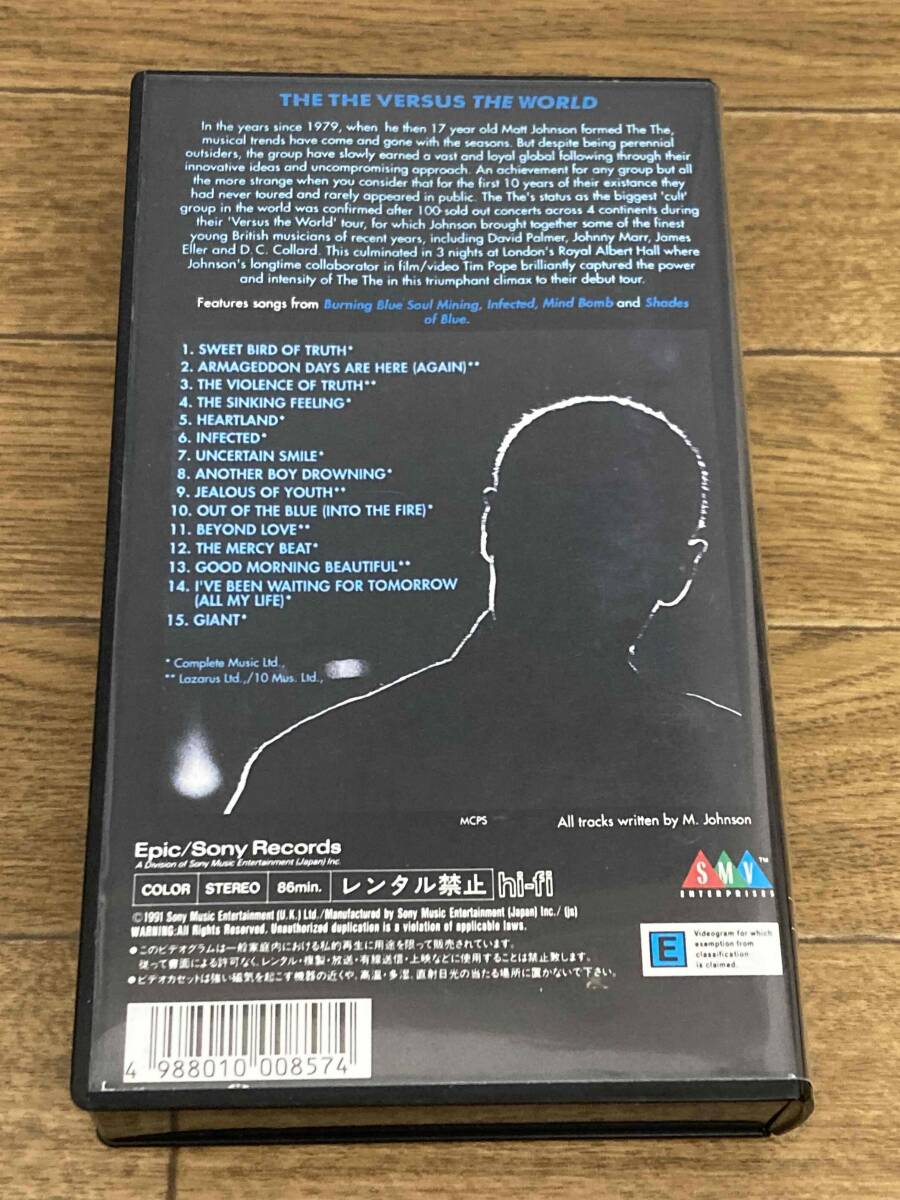 THE THE VERSUS THE WORLD
In the years since 1979, when he then 17 year old Matt Johnson formed The The,
musical trends have come and gone with the seasons. But despite being perennial
outsiders, the group have slowly earned a vast and loyal global following through their
innovative ideas and uncompromising approach. An achievement for any group but all
the more strange when you consider that for the first 10 years of their existance they
had never toured and rarely appeared in public. The The's status as the biggest 'cult'
group in the world was confirmed after 100 sold out concerts across 4 continents during
their 'Versus the World' tour, for which Johnson brought together some of the finest
young British musicians of recent years, including David Palmer, Johnny Marr, James
Eller and D. C. Collard. This culminated in 3 nights at London's Royal Albert Hall where
Johnson's longtime collaborator in film/video Tim Pope brilliantly captured the power
and intensity of The The in this triumphant climax to their debut tour.
Features songs from Burning Blue Soul Mining, Infected, Mind Bomb and Shades
of Blue.
1. SWEET BIRD OF TRUTH*
2. ARMAGEDDON DAYS ARE HERE (AGAIN)**
3. THE VIOLENCE OF TRUTH**
4. THE SINKING FEELING*
5. HEARTLAND*
6. INFECTED*
7. UNCERTAIN SMILE*
8. ANOTHER BOY DROWNING*
9. JEALOUS OF YOUTH**
10. OUT OF THE BLUE (INTO THE FIRE)*
11. BEYOND LOVE**
12. THE MERCY BEAT*
13. GOOD MORNING BEAUTIFUL**
14. I'VE BEEN WAITING FOR TOMORROW
(ALL MY LIFE)*
15. GIANT*
* Complete Music Ltd.,
** Lazarus Ltd.,/10 Mus. Ltd.,
MCPS All tracks written by M. Johnson
Epic/Sony Records
A Division of Sony Music Entertainment (Japan) Inc.
COLOR STEREO 86min. レンタル禁止 hi-fi
SMV™
ENTERPRISES
©1991 Sony Music Entertainment (U.K.) Ltd./Manufactured by Sony Music Entertainment (Japan) Inc./(js)
WARNING:All Rights Reserved. Unauthorized duplication is a violation of applicable laws.
●このビデオグラムは一般家庭内における私的再生に用途を限って販売されています。
従って書面による許可なく、レンタル・複製・放送・有線送信・上映などに使用することは禁止致します。
●ビデオカセットは強い磁気を起こす機器の近くや、高温・多湿、直射日光の当たる場所に置かないで下さい。
E
Videogram for which
exemption from
classification
is claimed.
4 988010 008574